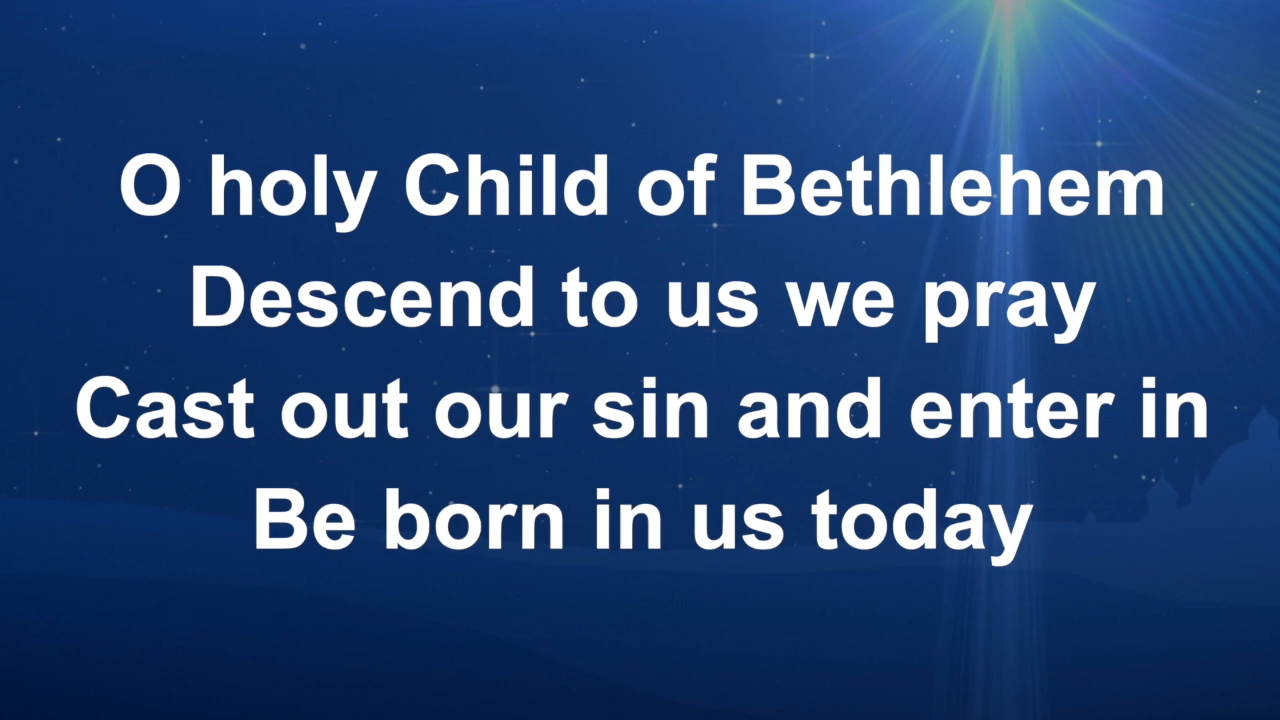 O holy Child of Bethlehem
Descend to us we pray
Cast out our sin and enter in
Be born in us today